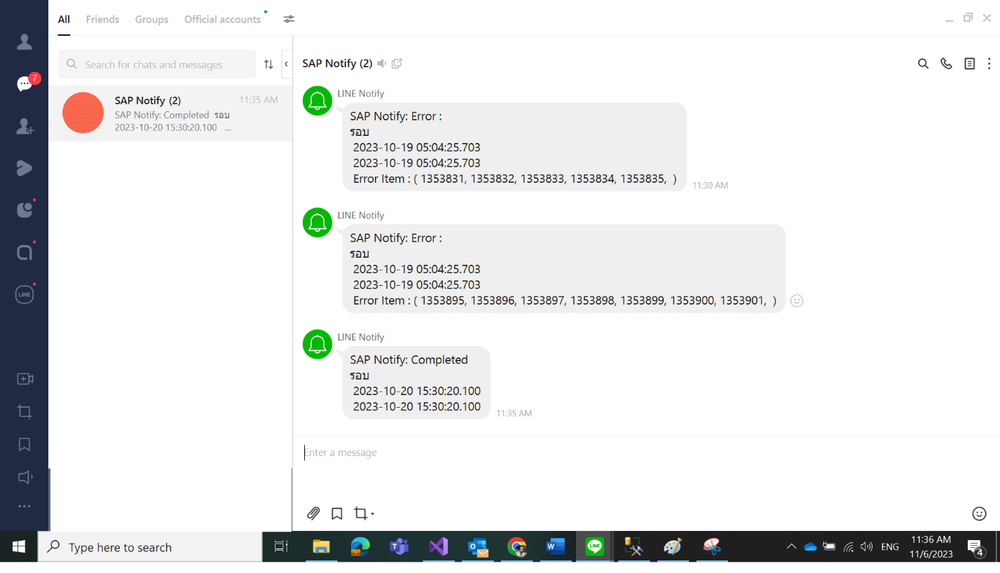 All Friends Groups Official accounts
Search for chats and messages
7
SAP Notify (2) 11:35 AM
SAP Notify: Completed รอบ
2023-10-20 15:30:20.100 ...
LINE
SAP Notify (2)
LINE Notify
SAP Notify: Error :
รอบ
2023-10-19 05:04:25.703
2023-10-19 05:04:25.703
Error Item : ( 1353831, 1353832, 1353833, 1353834, 1353835, )
11:30 AM
LINE Notify
SAP Notify: Error :
รอบ
2023-10-19 05:04:25.703
2023-10-19 05:04:25.703
Error Item : ( 1353895, 1353896, 1353897, 1353898, 1353899, 1353900, 1353901, )
LINE Notify
SAP Notify: Completed
รอบ
2023-10-20 15:30:20.100
2023-10-20 15:30:20.100
11:35 AM
Enter a message
Type here to search
ENG
11:36 AM
11/6/2023
4